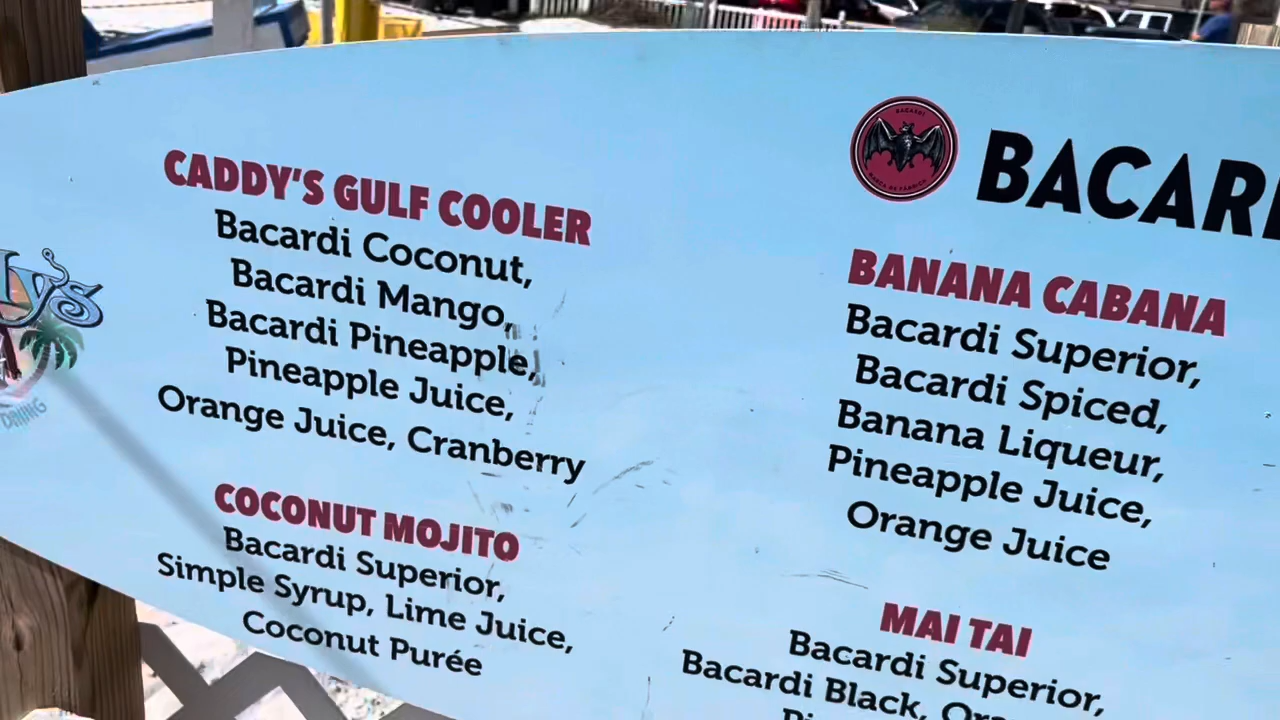 CADDY'S GULF COOLER
Bacardi Coconut,
Bacardi Mango,
Bacardi Pineapple,
Pineapple Juice,
Orange Juice, Cranberry
COCONUT MOJITO
Bacardi Superior,
Simple Syrup, Lime Juice,
Coconut Purée
DINING
BACARDI
BANANA CABANA
Bacardi Superior,
Bacardi Spiced,
Banana Liqueur,
Pineapple Juice,
Orange Juice
MAI TAI
Bacardi Superior,
Bacardi Black,